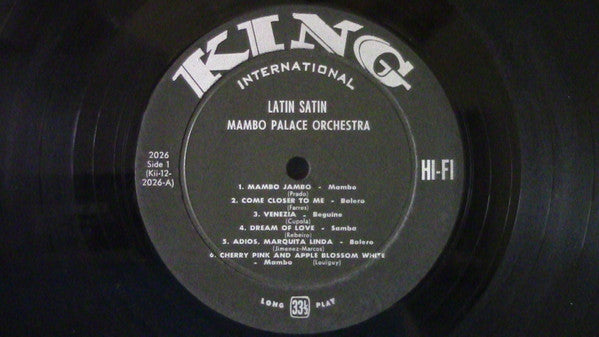 KING
INTERNATIONAL
LATIN SATIN
MAMBO PALACE ORCHESTRA
2026
Side 1
(Kii-12-
2026-A)
HI-FI
1. MAMBO JAMBO - Mambo
(Prado)
2. COME CLOSER TO ME - Bolero
(Farres)
3. VENEZIA - Beguine
(Cupola)
4. DREAM OF LOVE - Samba
(Rebeiro)
5. ADIOS, MARQUITA LINDA - Bolero
(Jimenez-Marcos)
6. CHERRY PINK AND APPLE BLOSSOM WHITE
- Mambo (Louiguy)
LONG 33⅓ PLAY